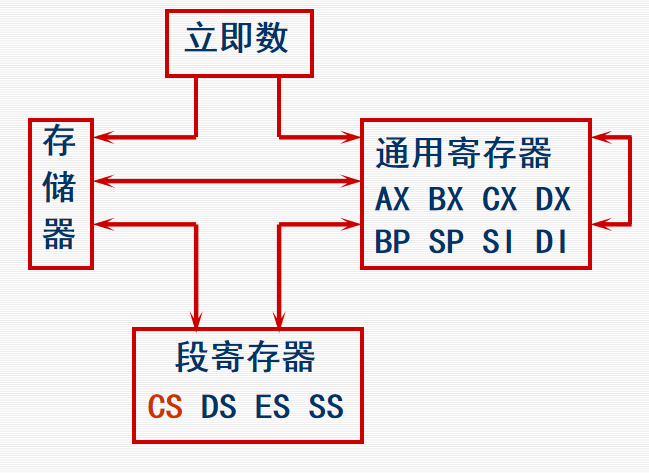 立即数
存
储
器
通用寄存器
AX BX CX DX
BP SP SI DI
段寄存器
CS DS ES SS